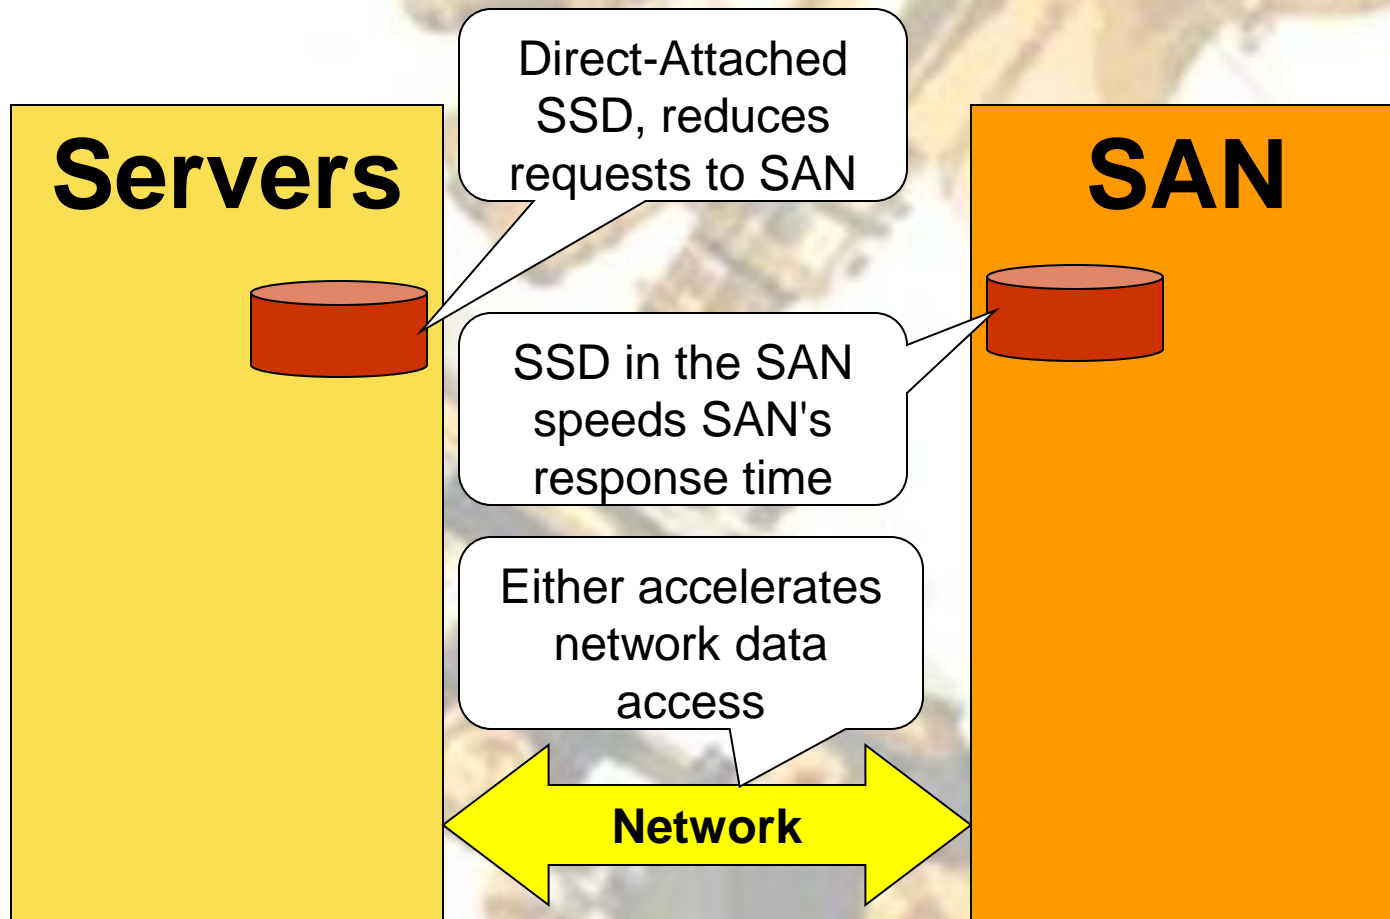 Servers
Direct-Attached
SSD, reduces
requests to SAN
SAN
SSD in the SAN
speeds SAN's
response time
Either accelerates
network data
access
Network